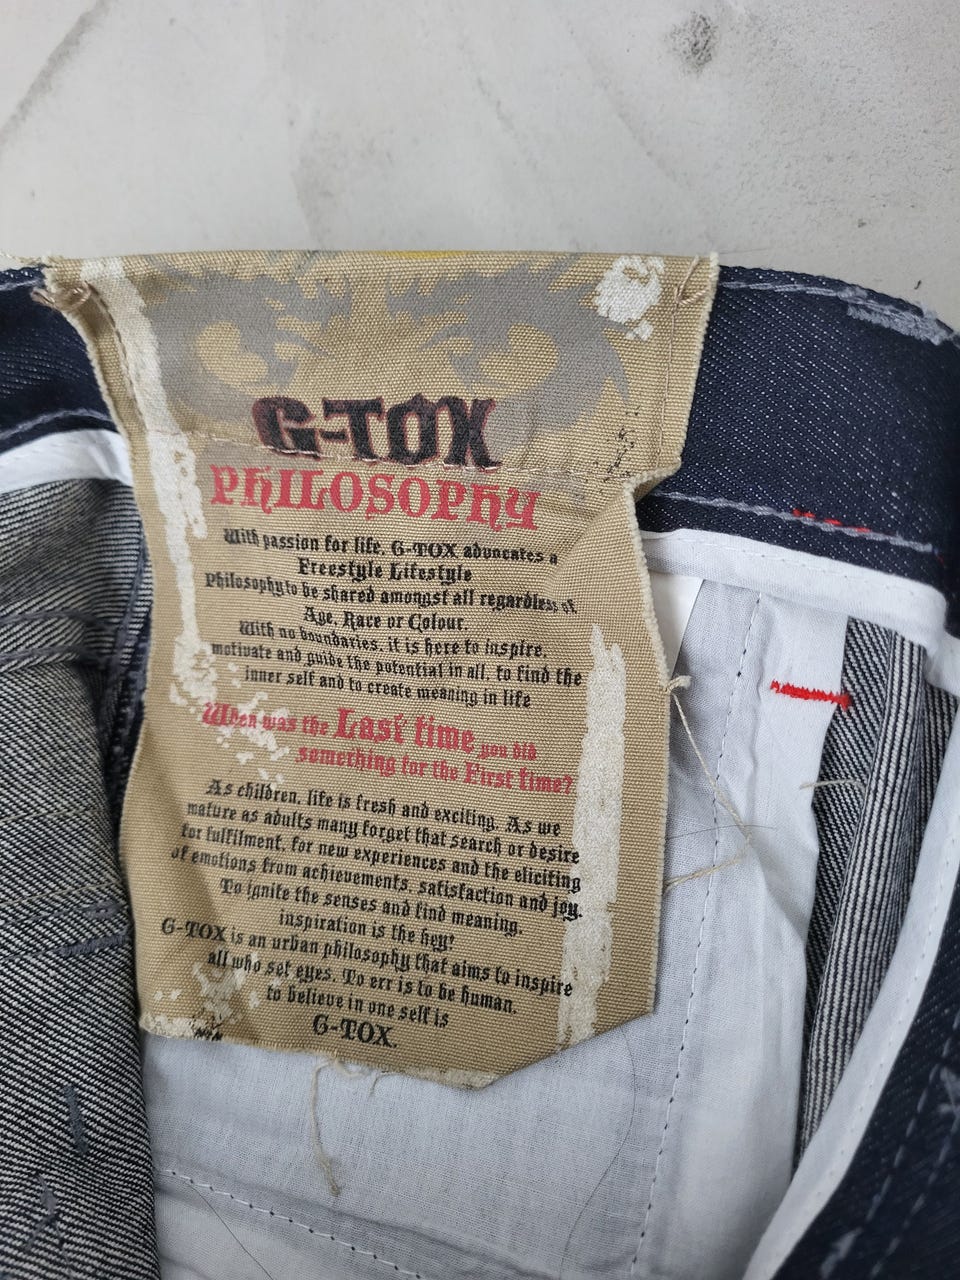 G-TOX
PHILOSOPHY
With passion for life, G-TOX advocates a
Freestyle Lifestyle
Philosophy to be shared amongst all regardless of,
Age, Race or Colour.
With no boundaries, it is here to inspire,
motivate and guide the potential in all, to find the
inner self and to create meaning in life
When was the Last time you did
something for the First time?
As children, life is fresh and exciting. As we
mature as adults many forget that search or desire
for fulfilment, for new experiences and the eliciting
of emotions from achievements, satisfaction and joy.
To ignite the senses and find meaning,
inspiration is the key!
G-TOX is an urban philosophy that aims to inspire
all who set eyes. To err is to be human,
to believe in one self is
G-TOX.